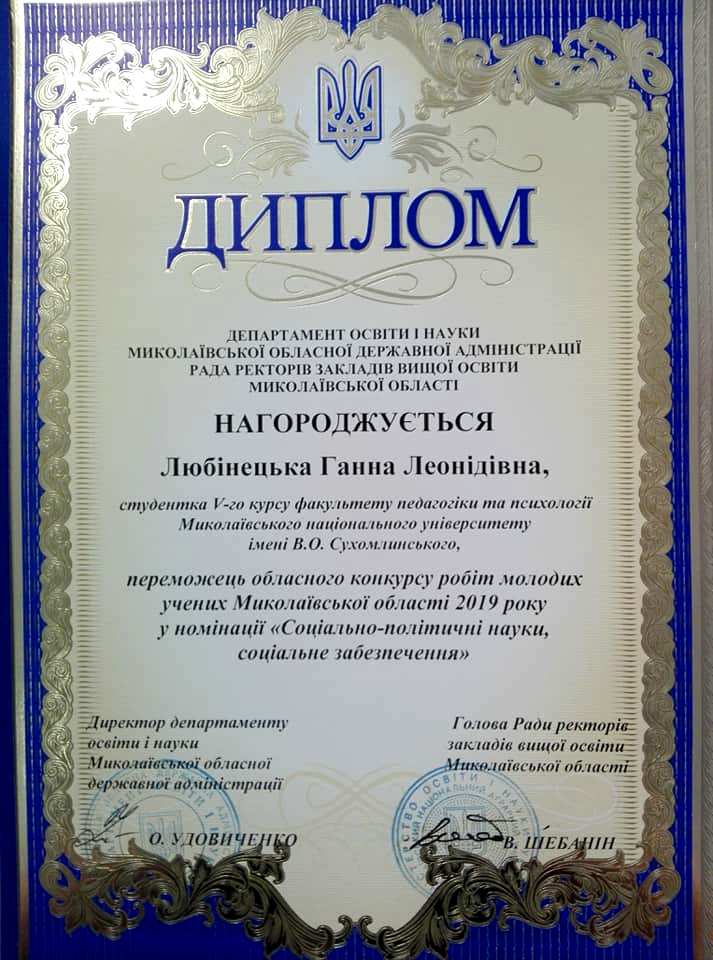 ДИПЛОМ
ДЕПАРТАМЕНТ ОСВІТИ І НАУКИ
МИКОЛАЇВСЬКОЇ ОБЛАСНОЇ ДЕРЖАВНОЇ АДМІНІСТРАЦІЇ
РАДА РЕКТОРІВ ЗАКЛАДІВ ВИЩОЇ ОСВІТИ
МИКОЛАЇВСЬКОЇ ОБЛАСТІ
НАГОРОДЖУЄТЬСЯ
Любінецька Ганна Леонідівна,
студентка V-го курсу факультету педагогіки та психології
Миколаївського національного університету
імені В.О. Сухомлинського,
переможець обласного конкурсу робіт молодих
учених Миколаївської області 2019 року
у номінації «Соціально-політичні науки,
соціальне забезпечення»
Директор департаменту
освіти і науки
Миколаївської обласної
державної адміністрації
О. УДОВИЧЕНКО
Голова Ради ректорів
закладів вищої освіти
Миколаївської області
В. ШЕБАНІН